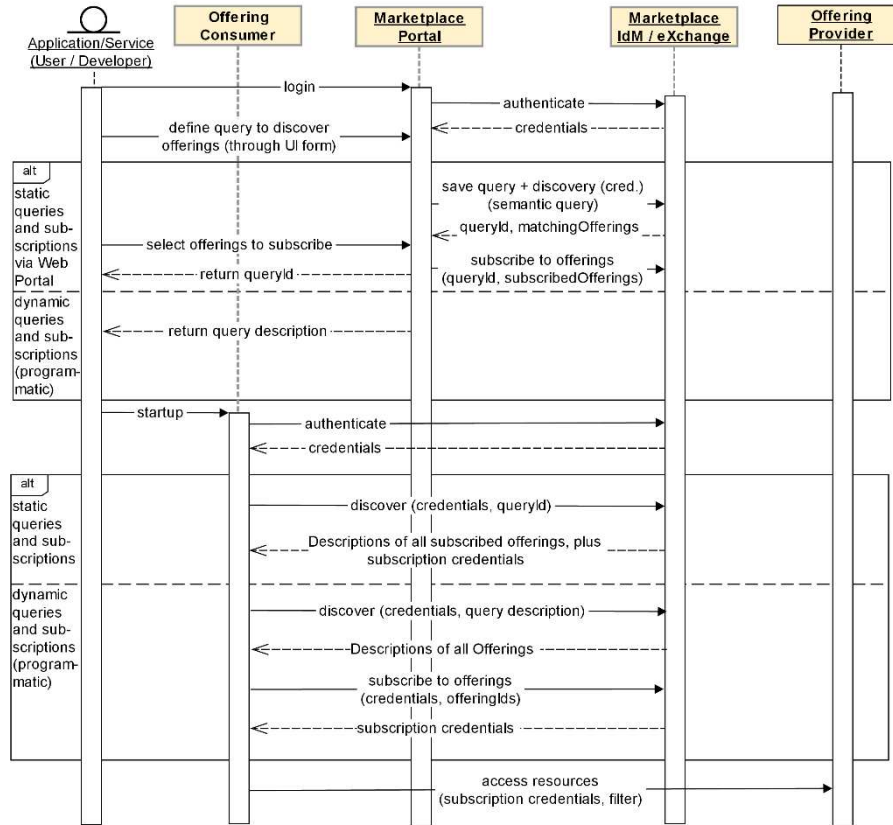 Application/Service
(User / Developer)
Offering
Consumer
Marketplace
Portal
Marketplace
IdM / eXchange
Offering
Provider
login
authenticate
credentials
define query to discover
offerings (through UI form)
alt
static
queries
and sub-
scriptions
via Web
Portal
save query + discovery (cred.)
(semantic query)
queryId, matchingOfferings
select offerings to subscribe
subscribe to offerings
(queryId, subscribedOfferings)
return queryId
dynamic
queries
and sub-
scriptions
(program-
matic)
return query description
startup
authenticate
credentials
alt
static
queries
and sub-
scriptions
discover (credentials, queryId)
Descriptions of all subscribed offerings, plus
subscription credentials
dynamic
queries
and sub-
scriptions
(program-
matic)
discover (credentials, query description)
Descriptions of all Offerings
subscribe to offerings
(credentials, offeringIds)
subscription credentials
access resources
(subscription credentials, filter)